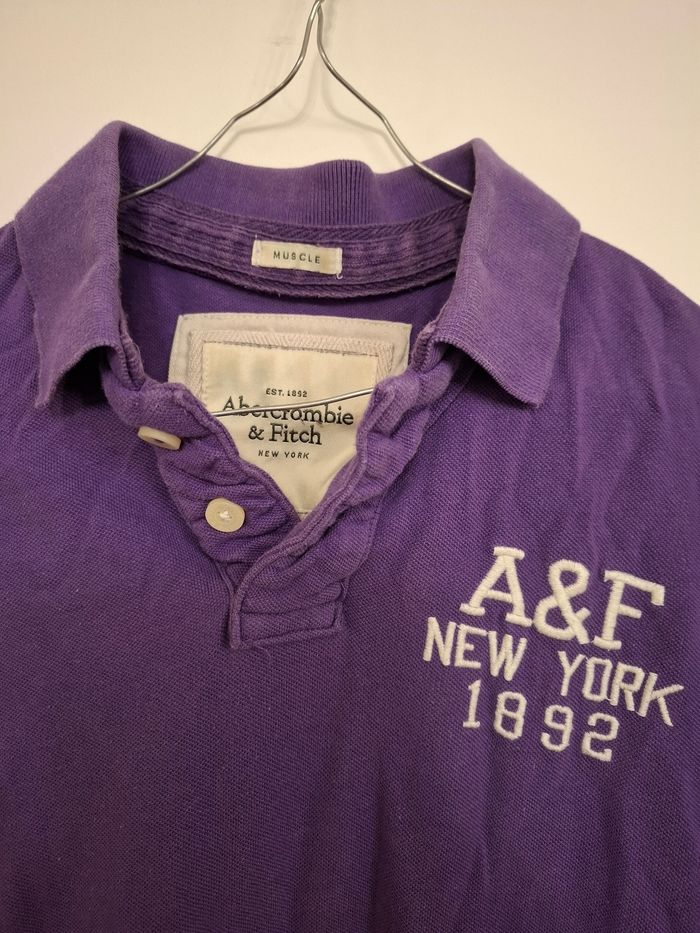 MUSCLE
EST. 1892
Abercrombie
& Fitch
NEW YORK
A&F
NEW YORK
1892